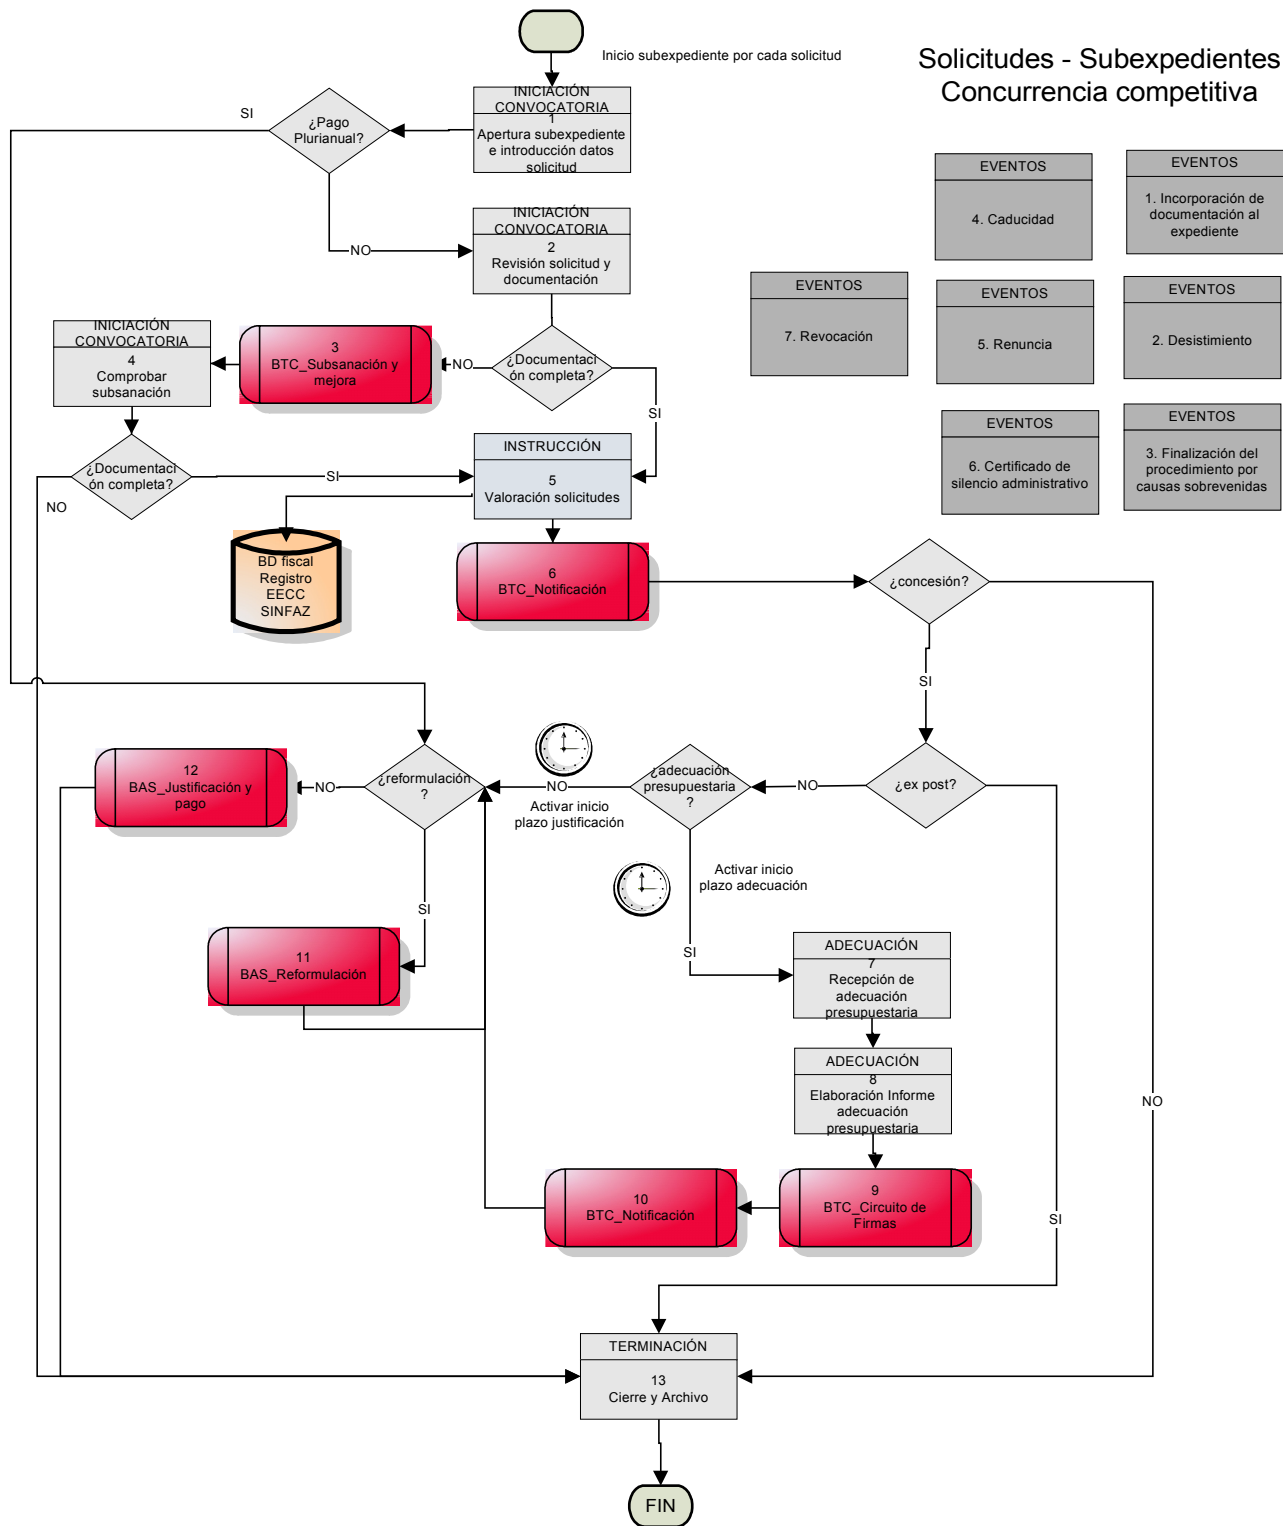 Inicio subexpediente por cada solicitud
Solicitudes - Subexpedientes
Concurrencia competitiva
INICIACIÓN
CONVOCATORIA
1
Apertura subexpediente
e introducción datos
solicitud
SI
¿Pago
Plurianual?
NO
INICIACIÓN
CONVOCATORIA
2
Revisión solicitud y
documentación
EVENTOS
4. Caducidad
EVENTOS
1. Incorporación de
documentación al
expediente
EVENTOS
7. Revocación
EVENTOS
5. Renuncia
EVENTOS
2. Desistimiento
EVENTOS
6. Certificado de
silencio administrativo
EVENTOS
3. Finalización del
procedimiento por
causas sobrevenidas
INICIACIÓN
CONVOCATORIA
4
Comprobar
subsanación
3
BTC_Subsanación y
mejora
NO
¿Documentaci
ón completa?
SI
¿Documentaci
ón completa?
SI
NO
INSTRUCCIÓN
5
Valoración solicitudes
BD fiscal
Registro
EECC
SINFAZ
6
BTC_Notificación
¿concesión?
SI
NO
12
BAS_Justificación y
pago
NO
¿reformulación
?
NO
Activar inicio
plazo justificación
¿adecuación
presupuestaria
?
NO
¿ex post?
SI
SI
Activar inicio
plazo adecuación
SI
11
BAS_Reformulación
ADECUACIÓN
7
Recepción de
adecuación
presupuestaria
ADECUACIÓN
8
Elaboración Informe
adecuación
presupuestaria
10
BTC_Notificación
9
BTC_Circuito de
Firmas
TERMINACIÓN
13
Cierre y Archivo
FIN